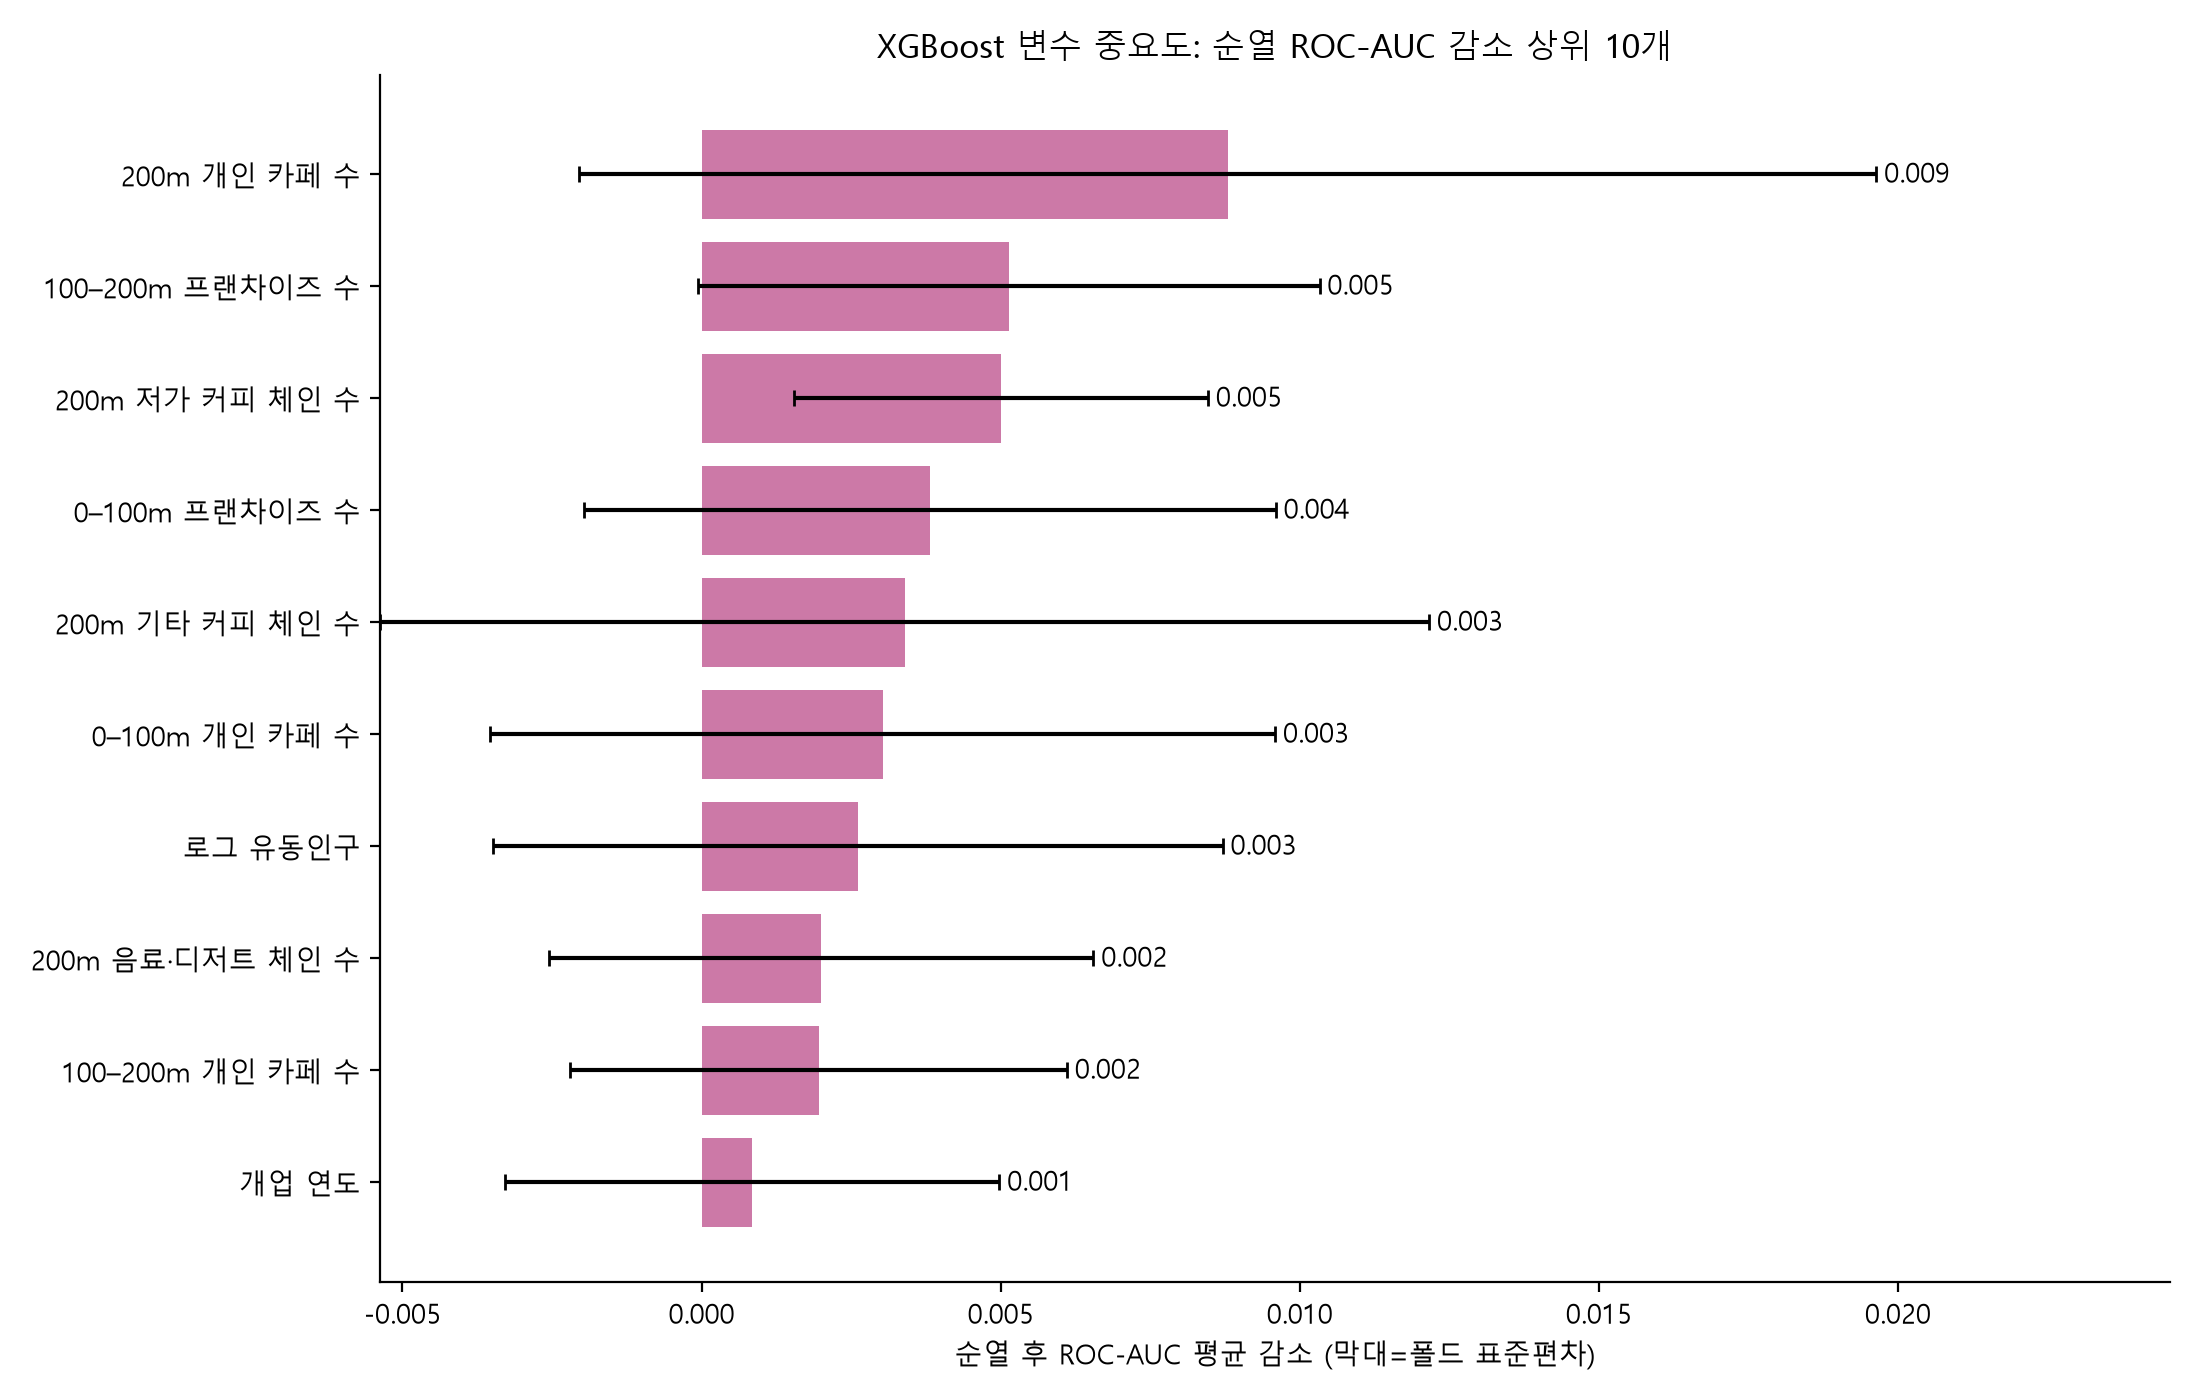 XGBoost 변수 중요도: 순열 ROC-AUC 감소 상위 10개
200m 개인 카페 수
0.009
100–200m 프랜차이즈 수
0.005
200m 저가 커피 체인 수
0.005
0–100m 프랜차이즈 수
0.004
200m 기타 커피 체인 수
0.003
0–100m 개인 카페 수
0.003
로그 유동인구
0.003
200m 음료·디저트 체인 수
0.002
100–200m 개인 카페 수
0.002
개업 연도
0.001
-0.005 0.000 0.005 0.010 0.015 0.020
순열 후 ROC-AUC 평균 감소 (막대=폴드 표준편차)